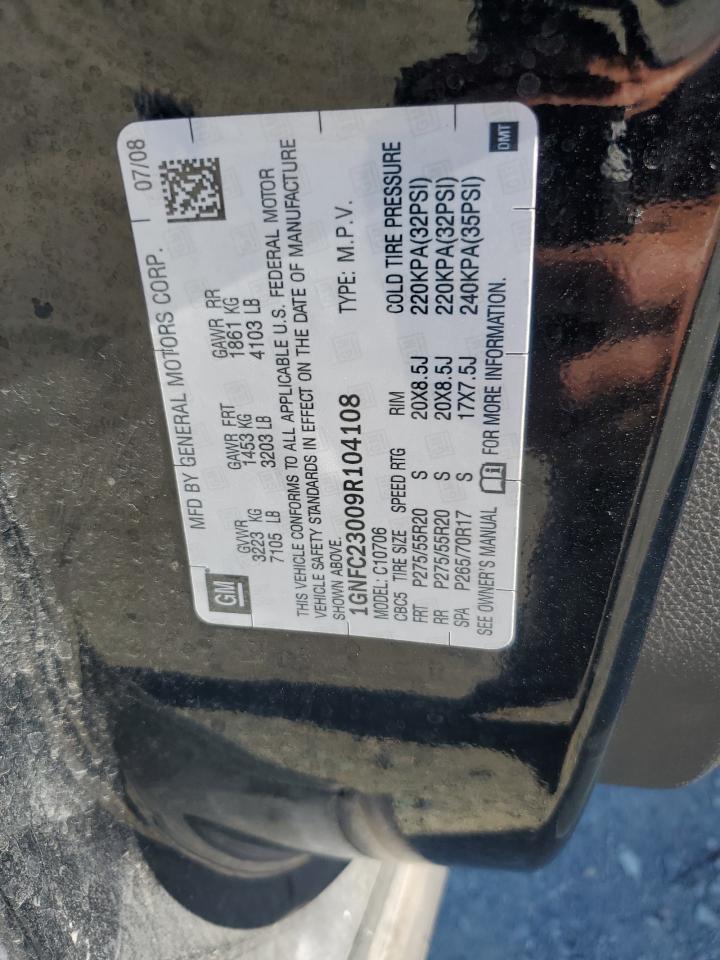 MFD BY GENERAL MOTORS CORP. 07/08
GM
GVWR GAWR FRT GAWR RR
3223 KG 1453 KG 1861 KG
7105 LB 3203 LB 4103 LB
THIS VEHICLE CONFORMS TO ALL APPLICABLE U.S. FEDERAL MOTOR
VEHICLE SAFETY STANDARDS IN EFFECT ON THE DATE OF MANUFACTURE
SHOWN ABOVE.
1GNFC23009R104108 TYPE: M.P.V.
MODEL: C10706
CBC5 TIRE SIZE SPEED RTG RIM COLD TIRE PRESSURE
FRT P275/55R20 S 20X8.5J 220KPA(32PSI)
RR P275/55R20 S 20X8.5J 220KPA(32PSI)
SPA P265/70R17 S 17X7.5J 240KPA(35PSI)
SEE OWNER'S MANUAL FOR MORE INFORMATION.
DMT